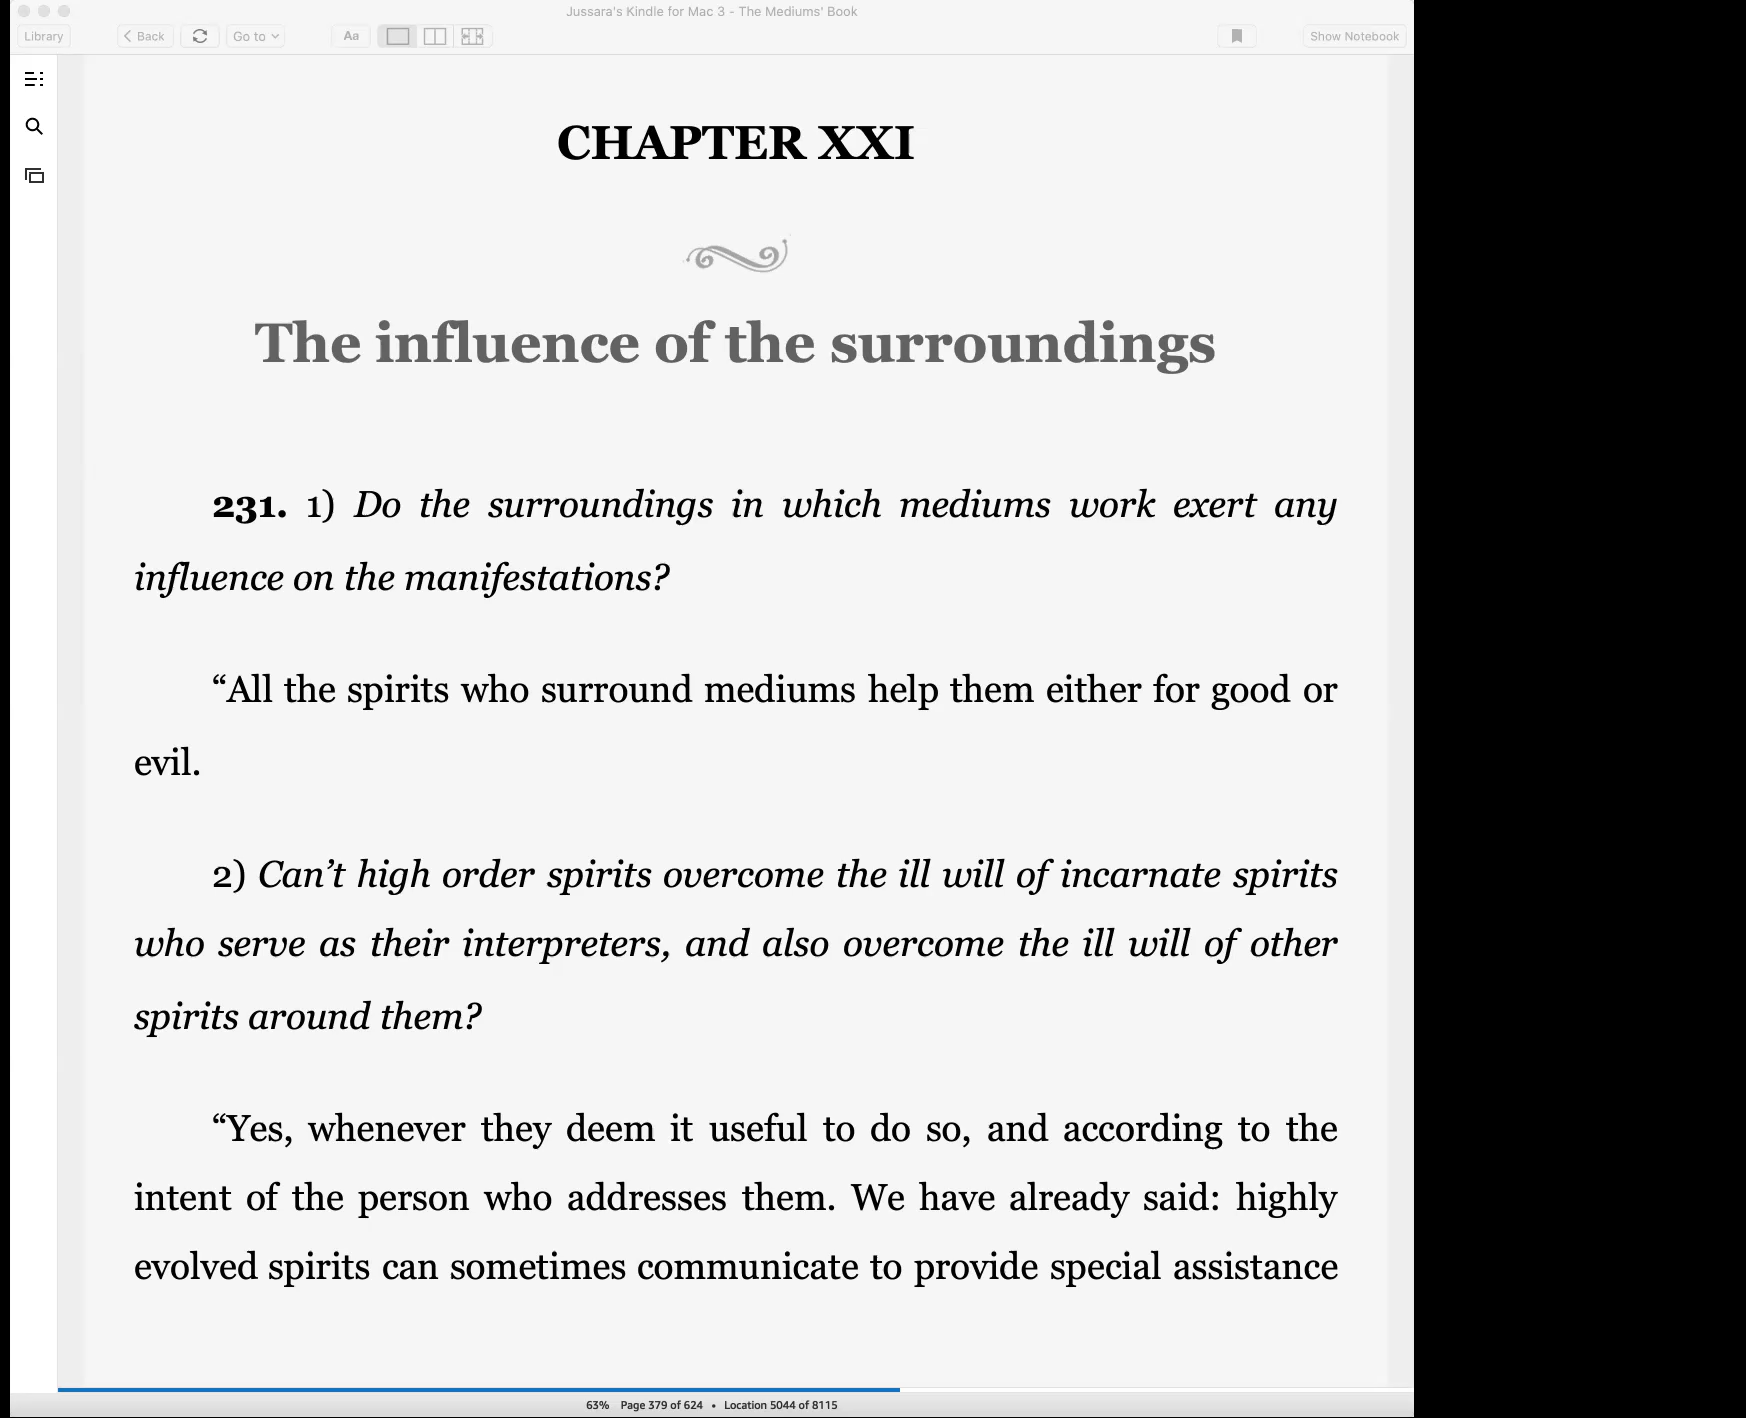 Jussara's Kindle for Mac 3 - The Mediums' Book
Library Back Go to Aa Show Notebook
CHAPTER XXI
The influence of the surroundings
231. 1) Do the surroundings in which mediums work exert any
influence on the manifestations?
“All the spirits who surround mediums help them either for good or
evil.
2) Can’t high order spirits overcome the ill will of incarnate spirits
who serve as their interpreters, and also overcome the ill will of other
spirits around them?
“Yes, whenever they deem it useful to do so, and according to the
intent of the person who addresses them. We have already said: highly
evolved spirits can sometimes communicate to provide special assistance
63% Page 379 of 624 • Location 5044 of 8115